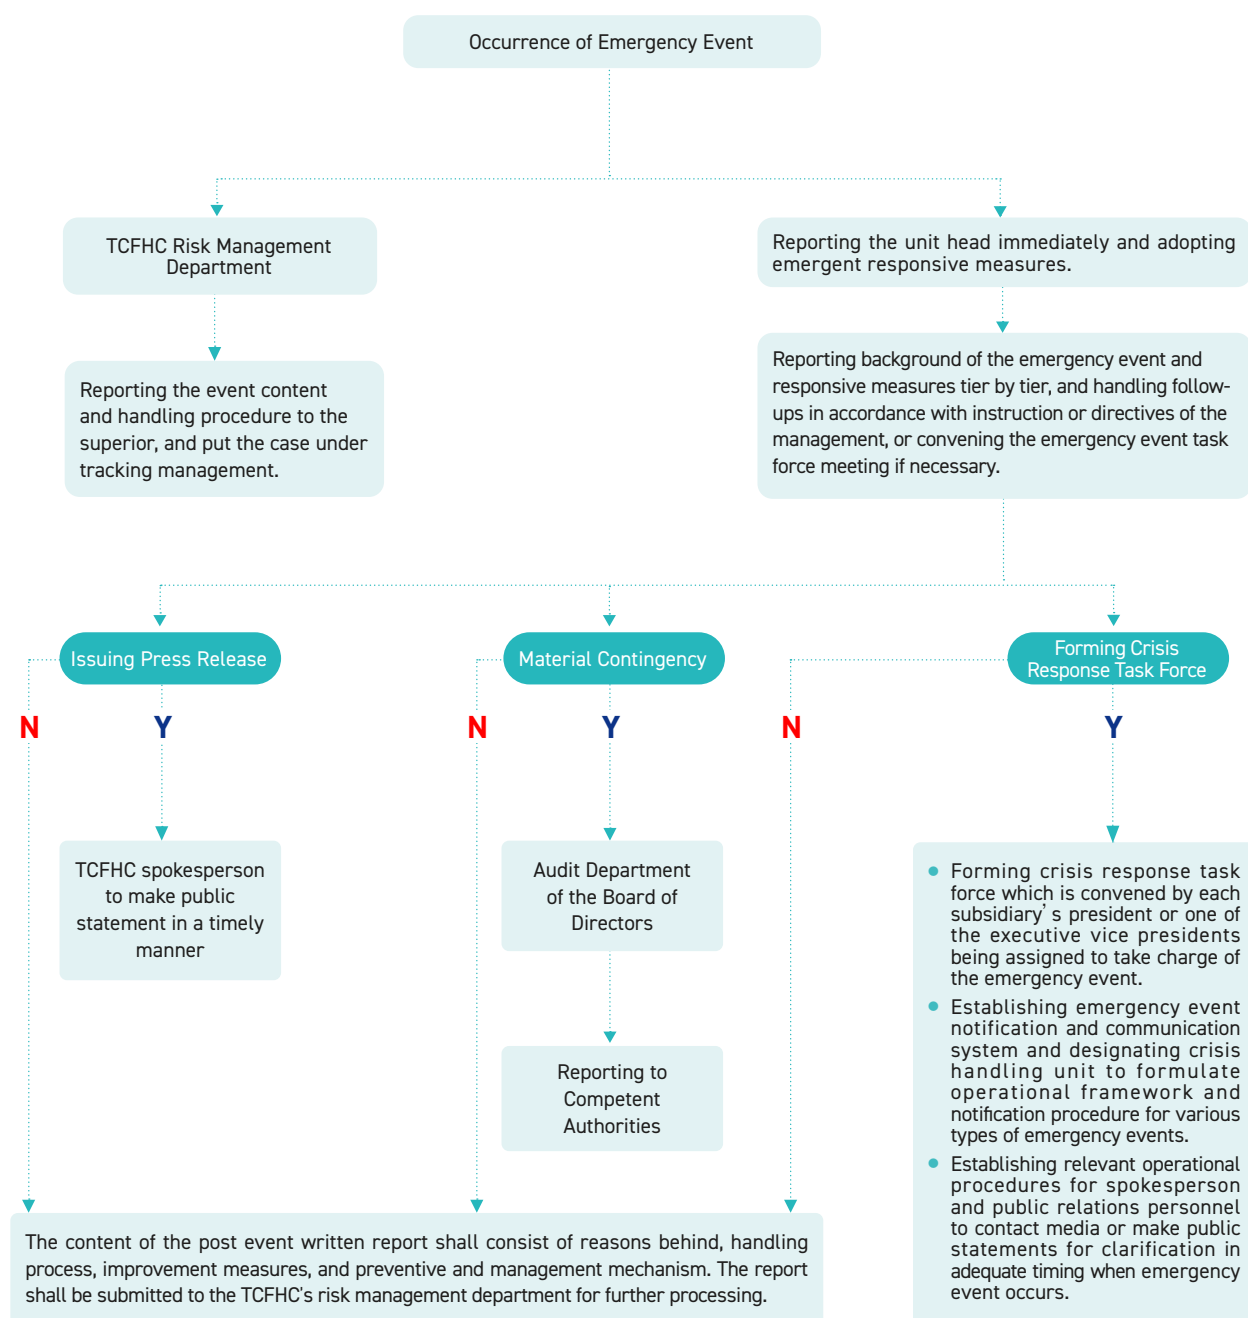 Occurrence of Emergency Event
TCFHC Risk Management
Department
Reporting the unit head immediately and adopting
emergent responsive measures.
Reporting the event content
and handling procedure to the
superior, and put the case under
tracking management.
Reporting background of the emergency event and
responsive measures tier by tier, and handling follow-
ups in accordance with instruction or directives of the
management, or convening the emergency event task
force meeting if necessary.
Issuing Press Release
Material Contingency
Forming Crisis
Response Task Force
N
Y
N
Y
N
Y
TCFHC spokesperson
to make public
statement in a timely
manner
Audit Department
of the Board of
Directors
Reporting to
Competent
Authorities
Forming crisis response task
force which is convened by each
subsidiary's president or one of
the executive vice presidents
being assigned to take charge of
the emergency event.
Establishing emergency event
notification and communication
system and designating crisis
handling unit to formulate
operational framework and
notification procedure for various
types of emergency events.
Establishing relevant operational
procedures for spokesperson
and public relations personnel
to contact media or make public
statements for clarification in
adequate timing when emergency
event occurs.
The content of the post event written report shall consist of reasons behind, handling
process, improvement measures, and preventive and management mechanism. The report
shall be submitted to the TCFHC's risk management department for further processing.